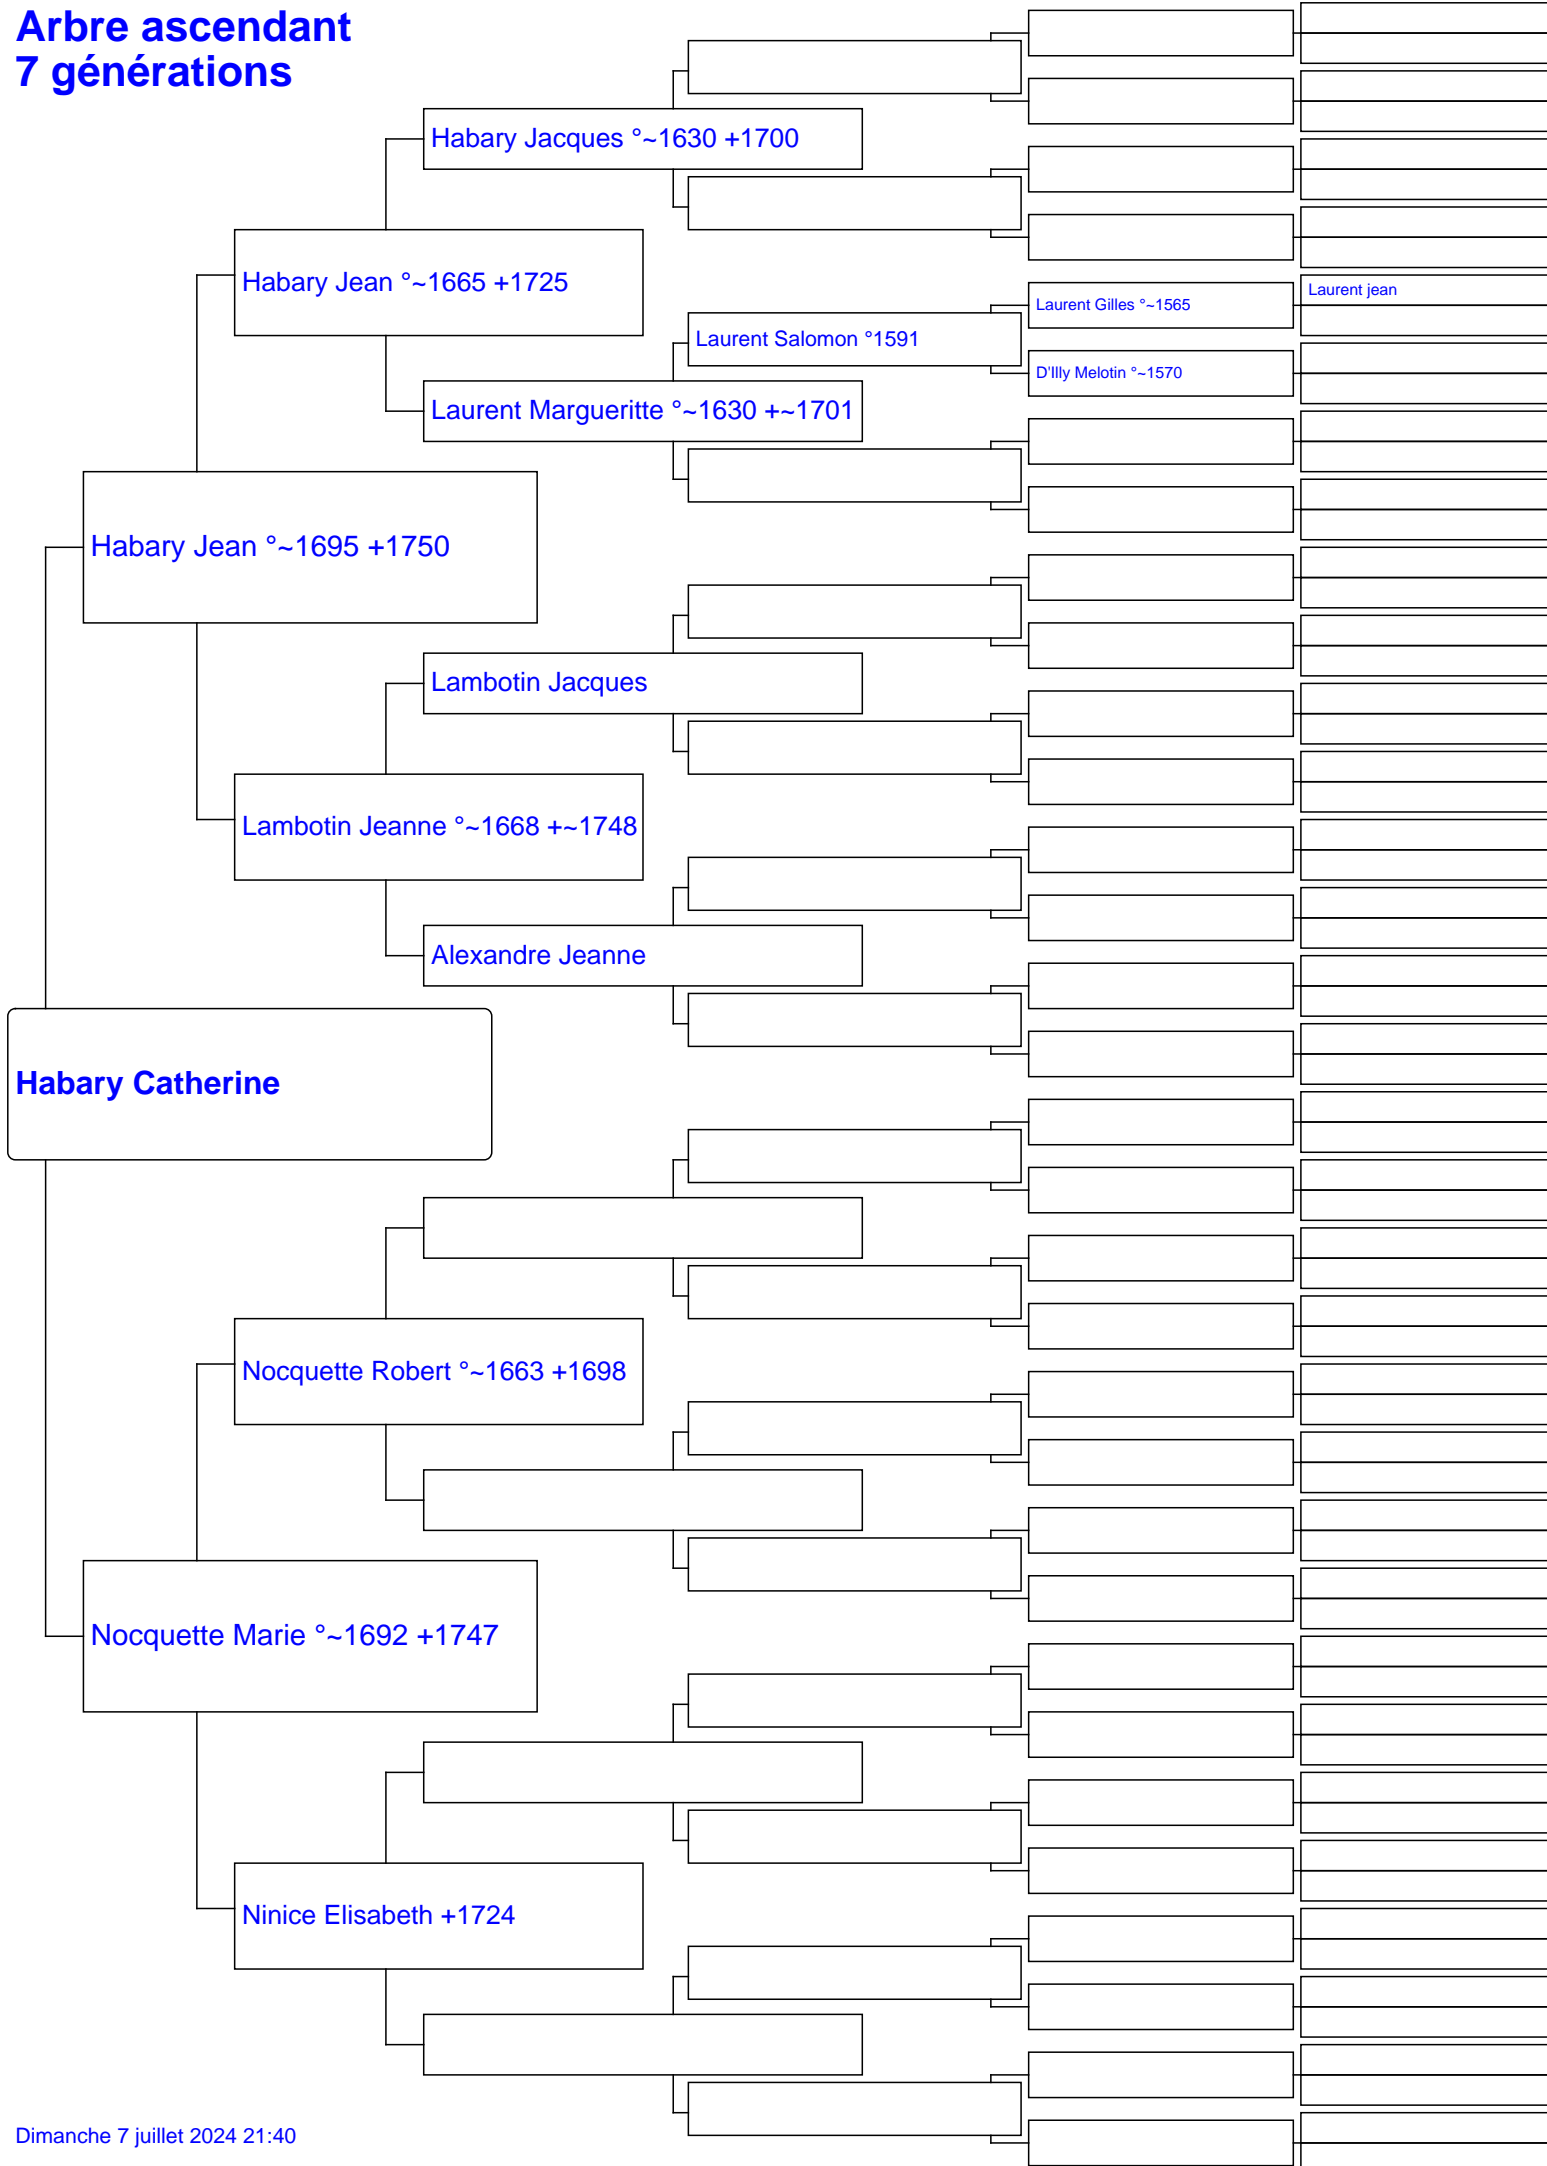 Arbre ascendant
7 générations
Habary Jacques °~1630 +1700
Habary Jean °~1665 +1725
Laurent jean
Laurent Gilles °~1565
Laurent Salomon °1591
D'Illy Melotin °~1570
Laurent Margueritte °~1630 +~1701
Habary Jean °~1695 +1750
Lambotin Jacques
Lambotin Jeanne °~1668 +~1748
Alexandre Jeanne
Habary Catherine
Nocquette Robert °~1663 +1698
Nocquette Marie °~1692 +1747
Ninice Elisabeth +1724
Dimanche 7 juillet 2024 21:40